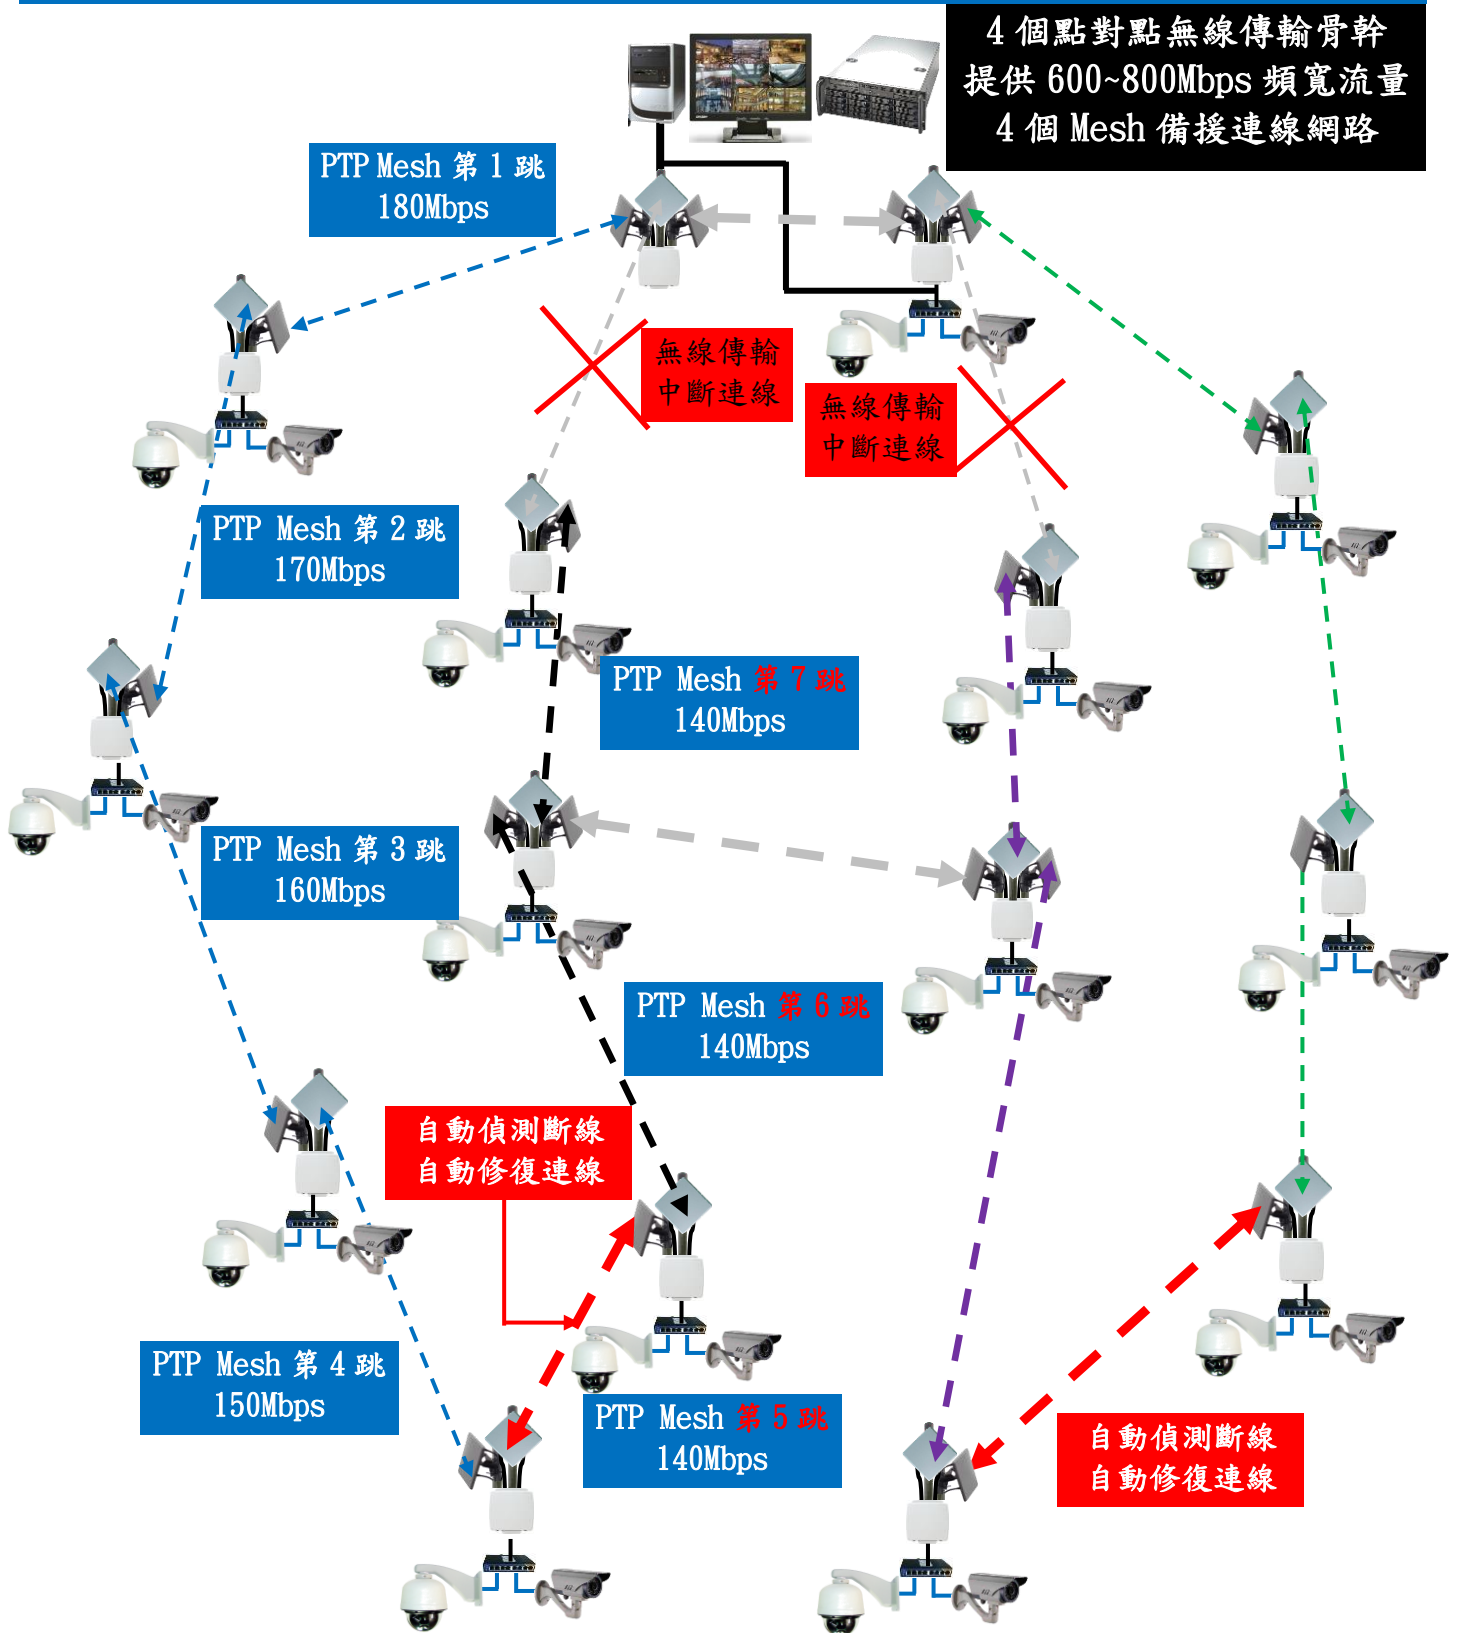 4 個點對點無線傳輸骨幹
提供 600~800Mbps 頻寬流量
4 個 Mesh 備援連線網路
PTP Mesh 第 1 跳
180Mbps
無線傳輸
中斷連線
無線傳輸
中斷連線
PTP Mesh 第 2 跳
170Mbps
PTP Mesh 第 7 跳
140Mbps
PTP Mesh 第 3 跳
160Mbps
PTP Mesh 第 6 跳
140Mbps
自動偵測斷線
自動修復連線
PTP Mesh 第 4 跳
150Mbps
PTP Mesh 第 5 跳
140Mbps
自動偵測斷線
自動修復連線